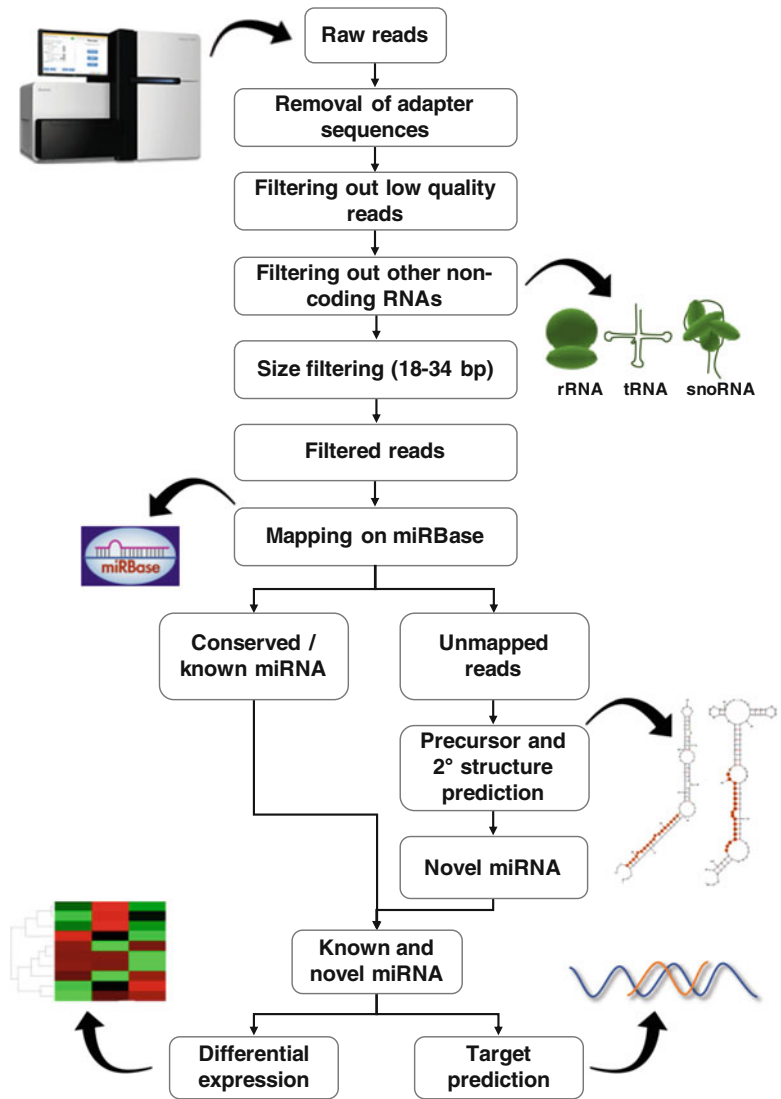 Raw reads
Removal of adapter
sequences
Filtering out low quality
reads
Filtering out other non-
coding RNAs
rRNA tRNA snoRNA
Size filtering (18-34 bp)
Filtered reads
Mapping on miRBase
miRBase
Conserved /
known miRNA
Unmapped
reads
Precursor and
2° structure
prediction
Novel miRNA
Known and
novel miRNA
Differential
expression
Target
prediction